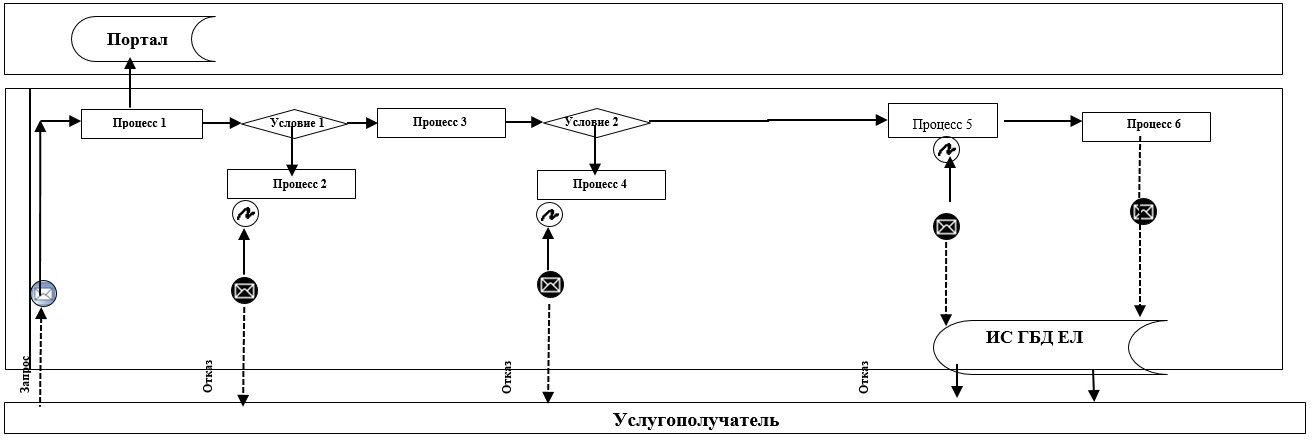 Портал
Процесс 1
Условие 1
Процесс 3
Условие 2
Процесс 5
Процесс 6
Процесс 2
Процесс 4
ИС ГБД ЕЛ
Запрос
Отказ
Отказ
Отказ
Услугополучатель